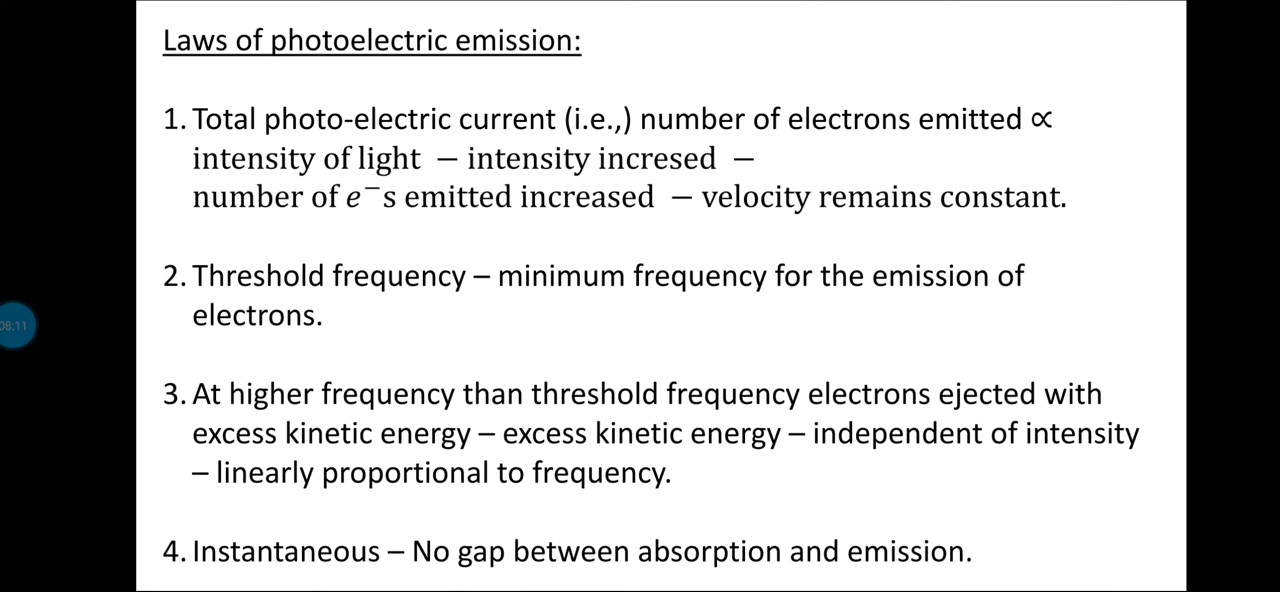 Laws of photoelectric emission:
1. Total photo-electric current (i.e.,) number of electrons emitted ∝
intensity of light − intensity incresed −
number of e⁻s emitted increased − velocity remains constant.
2. Threshold frequency – minimum frequency for the emission of
electrons.
08:11
3. At higher frequency than threshold frequency electrons ejected with
excess kinetic energy – excess kinetic energy – independent of intensity
– linearly proportional to frequency.
4. Instantaneous – No gap between absorption and emission.